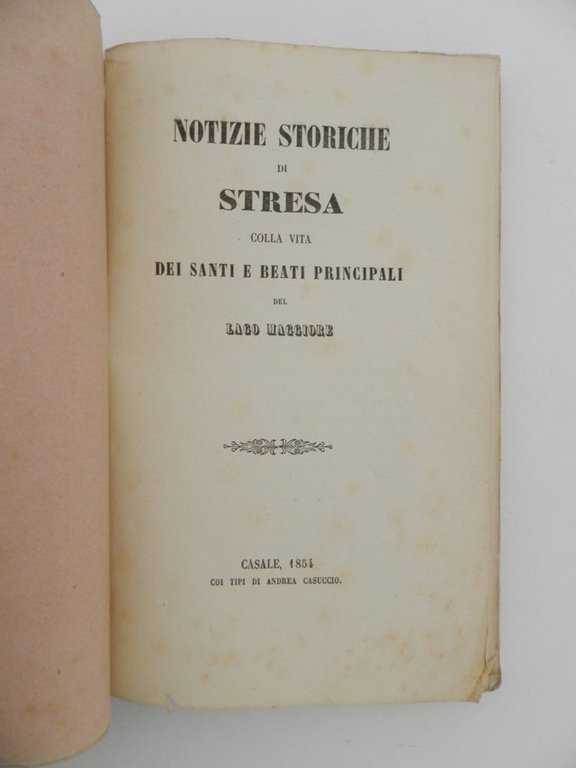 NOTIZIE STORICHE
DI
STRESA
COLLA VITA
DEI SANTI E BEATI PRINCIPALI
DEL
LAGO MAGGIORE
CASALE, 1854
COI TIPI DI ANDREA CASUCCIO.